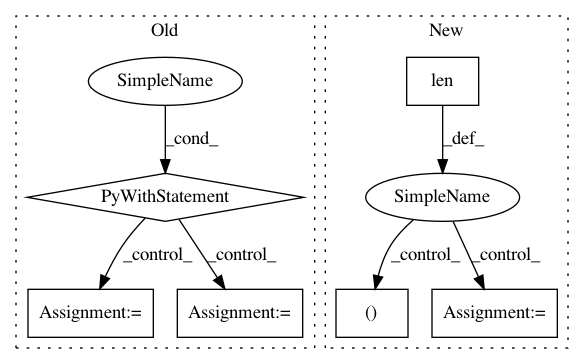 Old
New
SimpleName
len
_cond_
_def_
PyWithStatement
SimpleName
_control_
_control_
_control_
_control_
Assignment:=
Assignment:=
()
Assignment:=